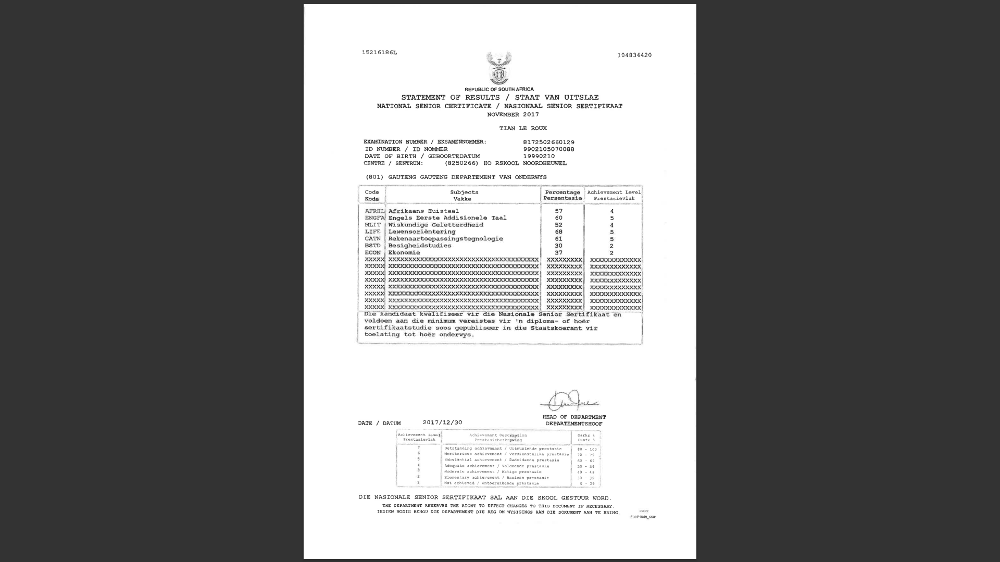 15216186L
104834420
REPUBLIC OF SOUTH AFRICA
STATEMENT OF RESULTS / STAAT VAN UITSLAE
NATIONAL SENIOR CERTIFICATE / NASIONAAL SENIOR SERTIFIKAAT
NOVEMBER 2017
TIAN LE ROUX
EXAMINATION NUMBER / EKSAMENNOMMER: 8172502660129
ID NUMBER / ID NOMMER 9902105070088
DATE OF BIRTH / GEBOORTEDATUM 19990210
CENTRE / SENTRUM: (8250266) HO RSKOOL NOORDHEUWEL
(801) GAUTENG GAUTENG DEPARTEMENT VAN ONDERWYS
Code Subjects Percentage Achievement Level
Kode Vakke Persentasie Prestasievlak
AFRHL Afrikaans Huistaal 57 4
ENGFA Engels Eerste Addisionele Taal 60 5
MLIT Wiskundige Geletterdheid 52 4
LIFE Lewensoriëntering 68 5
CATN Rekenaartoepassingstegnologie 61 5
BSTD Besigheidstudies 30 2
ECON Ekonomie 37 2
XXXXX XXXXXXXXXXXXXXXXXXXXXXXXXXXXXXXXXXXXXX XXXXXXXXX XXXXXXXXXXXXX
XXXXX XXXXXXXXXXXXXXXXXXXXXXXXXXXXXXXXXXXXXX XXXXXXXXX XXXXXXXXXXXXX
XXXXX XXXXXXXXXXXXXXXXXXXXXXXXXXXXXXXXXXXXXX XXXXXXXXX XXXXXXXXXXXXX
XXXXX XXXXXXXXXXXXXXXXXXXXXXXXXXXXXXXXXXXXXX XXXXXXXXX XXXXXXXXXXXXX
XXXXX XXXXXXXXXXXXXXXXXXXXXXXXXXXXXXXXXXXXXX XXXXXXXXX XXXXXXXXXXXXX
XXXXX XXXXXXXXXXXXXXXXXXXXXXXXXXXXXXXXXXXXXX XXXXXXXXX XXXXXXXXXXXXX
XXXXX XXXXXXXXXXXXXXXXXXXXXXXXXXXXXXXXXXXXXX XXXXXXXXX XXXXXXXXXXXXX
XXXXX XXXXXXXXXXXXXXXXXXXXXXXXXXXXXXXXXXXXXX XXXXXXXXX XXXXXXXXXXXXX
Die kandidaat kwalifiseer vir die Nasionale Senior Sertifikaat en
voldoen aan die minimum vereistes vir 'n diploma- of hoër
sertifikaatstudie soos gepubliseer in die Staatskoerant vir
toelating tot hoër onderwys.
HEAD OF DEPARTMENT
DEPARTEMENTSHOOF
DATE / DATUM 2017/12/30
Achievement level Achievement Description Marks %
Prestasievlak Prestasiebeskrywing Punte %
7 Outstanding achievement / Uitmuntende prestasie 80 - 100
6 Meritorious achievement / Verdienstelike prestasie 70 - 79
5 Substantial achievement / Beduidende prestasie 60 - 69
4 Adequate achievement / Voldoende prestasie 50 - 59
3 Moderate achievement / Matige prestasie 40 - 49
2 Elementary achievement / Basiese prestasie 30 - 39
1 Not achieved / Ontoereikende prestasie 0 - 29
DIE NASIONALE SENIOR SERTIFIKAAT SAL AAN DIE SKOOL GESTUUR WORD.
THE DEPARTMENT RESERVES THE RIGHT TO EFFECT CHANGES TO THIS DOCUMENT IF NECESSARY.
INDIEN NODIG BEHOU DIE DEPARTEMENT DIE REG OM WYSIGINGS AAN DIE DOKUMENT AAN TE BRING
E08P1049_6581